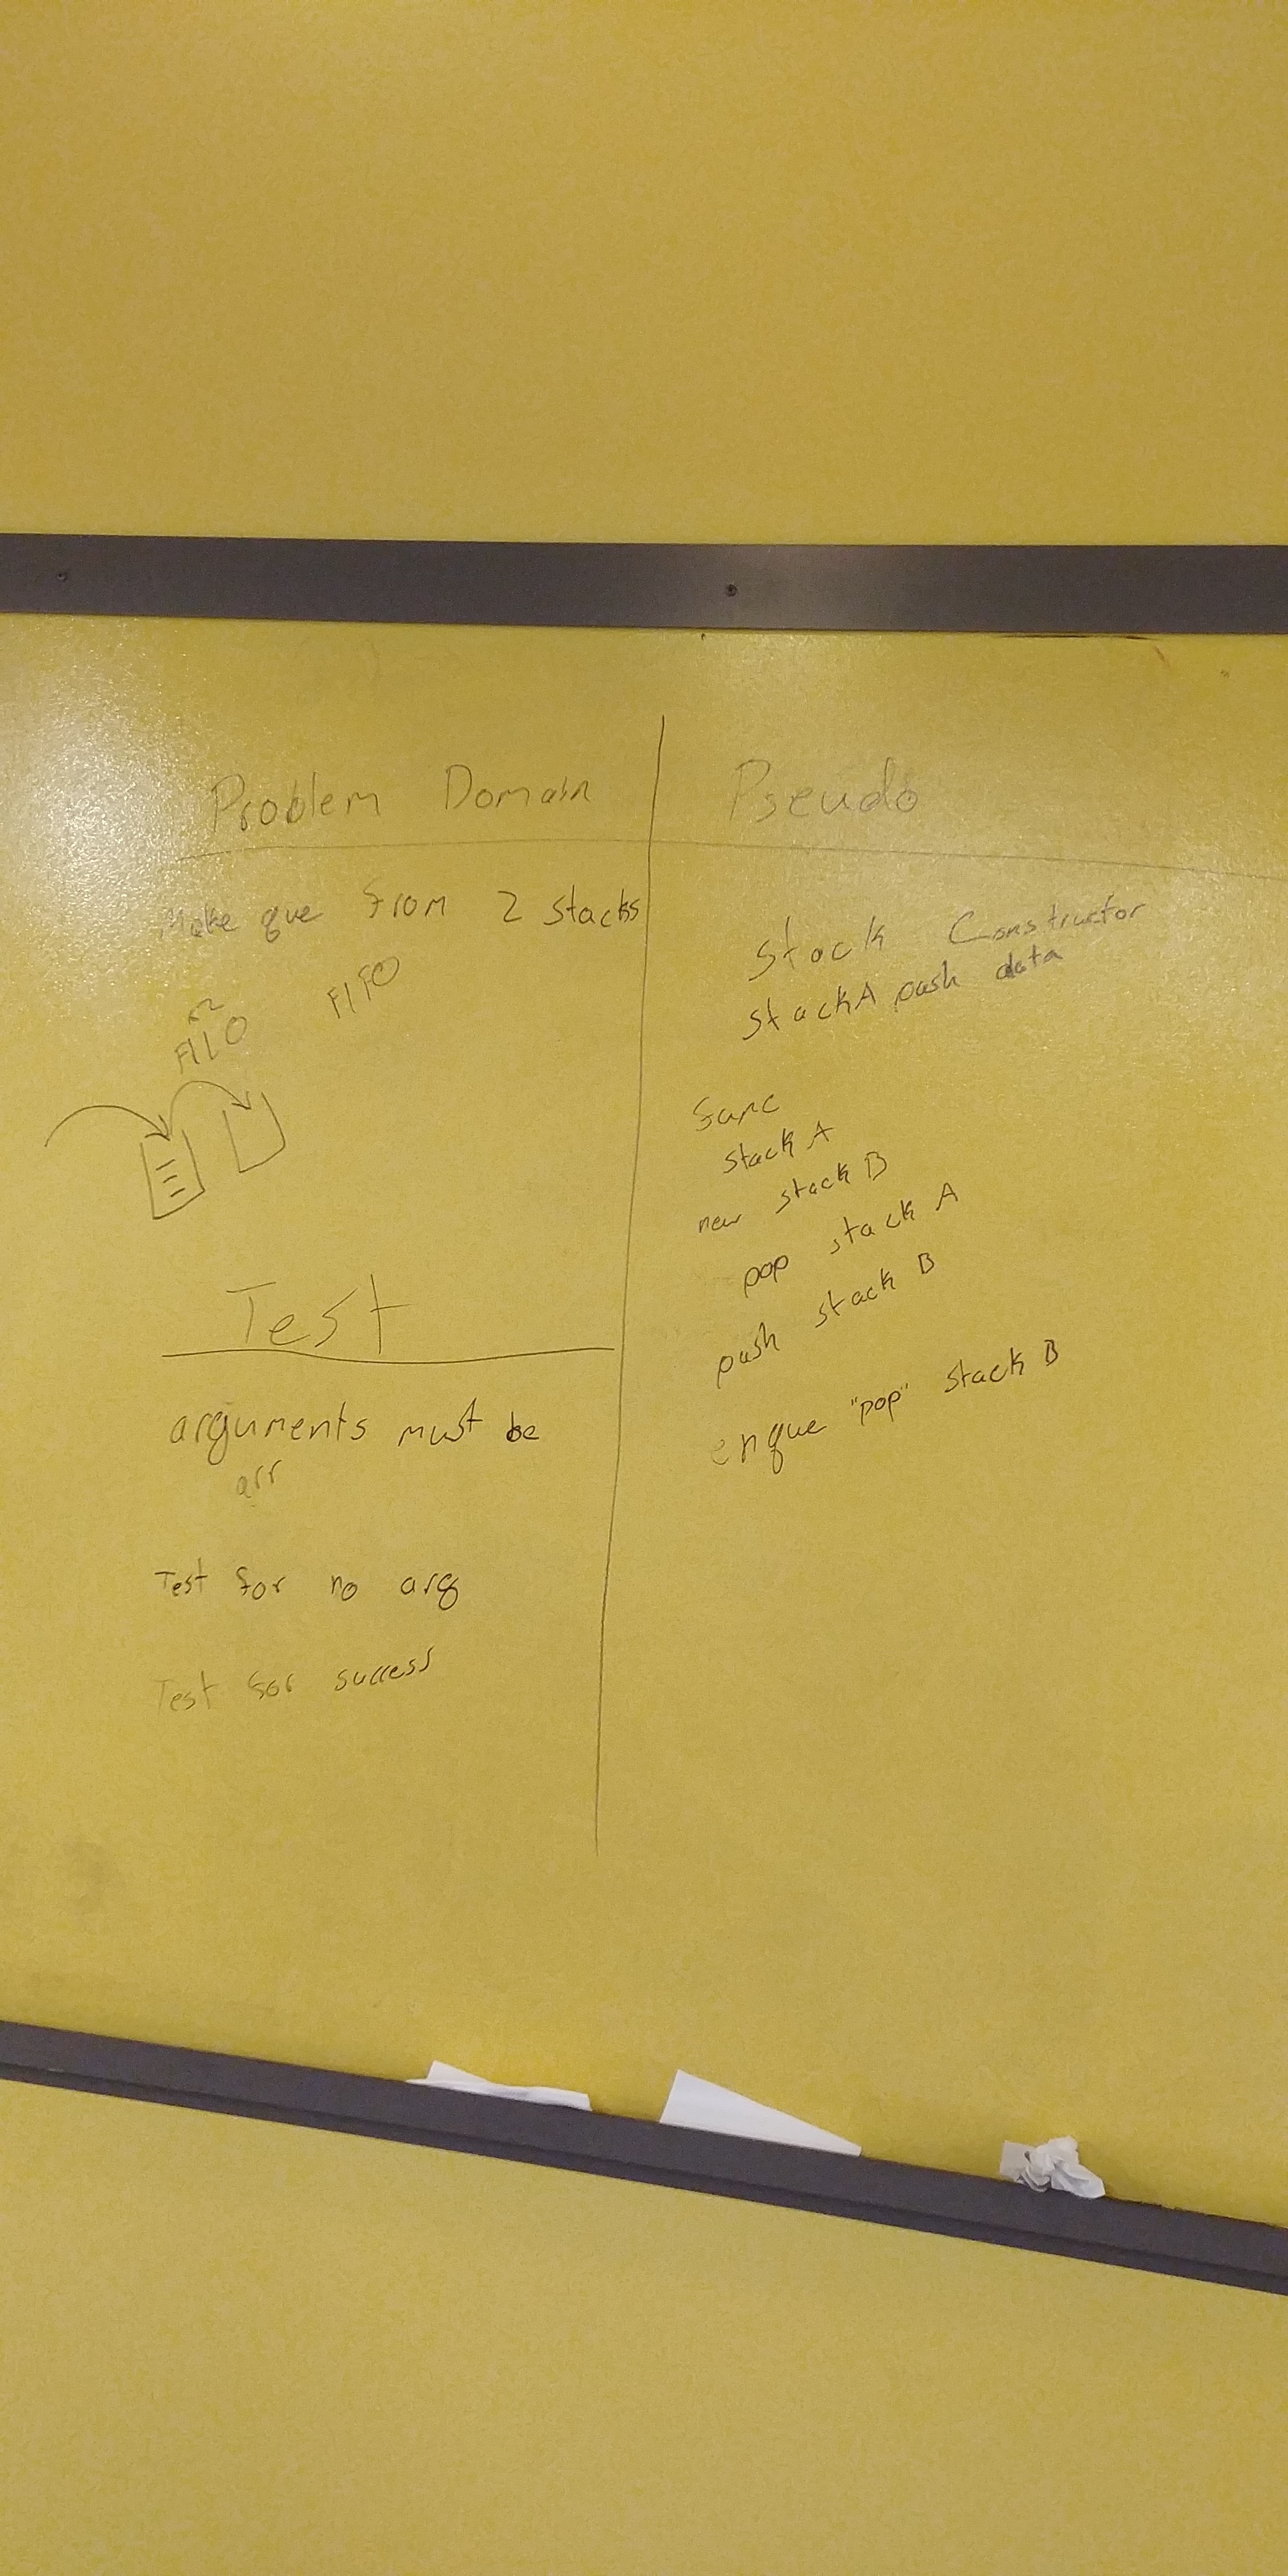 Problem Domain
Make que from 2 stacks
FILO
FIFO
Test
arguments must be
arr
Test for no arg
Test for success
Pseudo
Stack Constructor
StackA push data
func
stack A
new stack B
pop stack A
push stack B
enque "pop" stack B